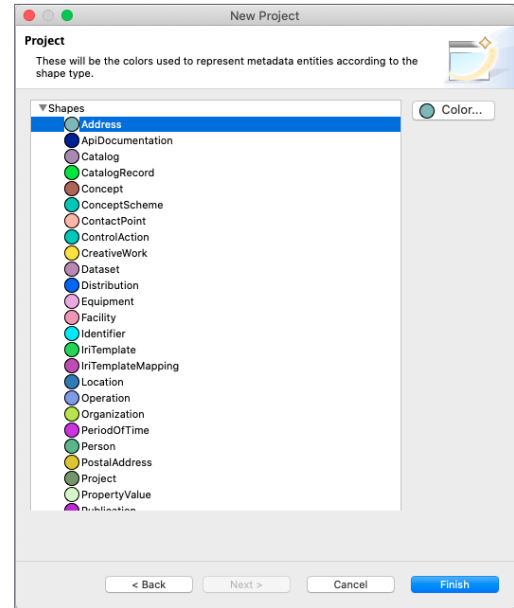 New Project
Project
These will be the colors used to represent metadata entities according to the
shape type.
Shapes
Color...
Address
ApiDocumentation
Catalog
CatalogRecord
Concept
ConceptScheme
ContactPoint
ControlAction
CreativeWork
Dataset
Distribution
Equipment
Facility
Identifier
IriTemplate
IriTemplateMapping
Location
Operation
Organization
PeriodOfTime
Person
PostalAddress
Project
PropertyValue
Publication
< Back
Next >
Cancel
Finish